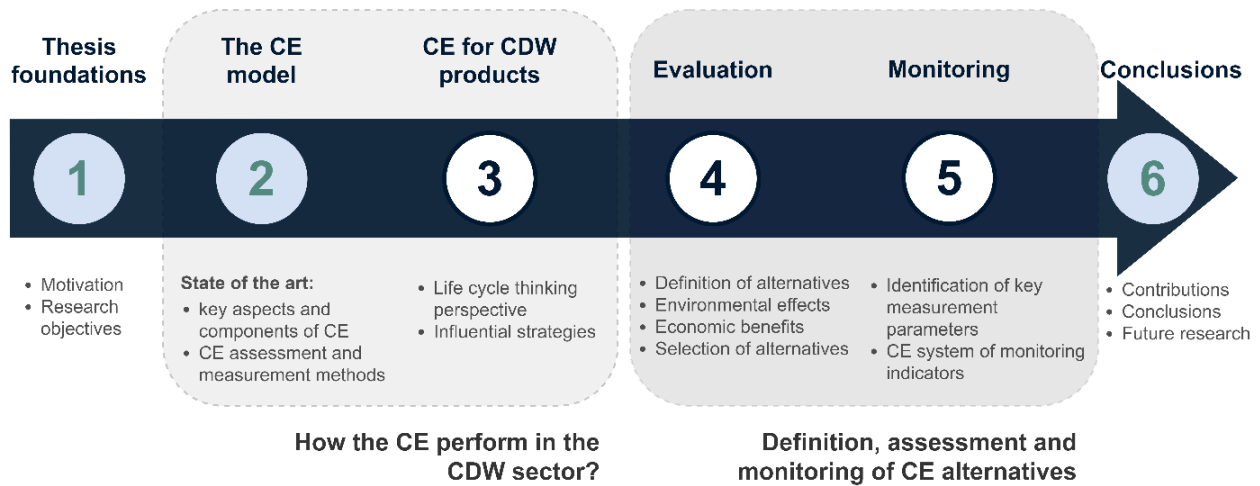 Thesis
foundations
The CE
model
CE for CDW
products
Evaluation
Monitoring
Conclusions
1
2
3
4
5
6
• Motivation
• Research
objectives
State of the art:
• key aspects and
components of CE
• CE assessment and
measurement methods
• Life cycle thinking
perspective
• Influential strategies
• Definition of alternatives
• Environmental effects
• Economic benefits
• Selection of alternatives
• Identification of key
measurement
parameters
• CE system of monitoring
indicators
• Contributions
• Conclusions
• Future research
How the CE perform in the
CDW sector?
Definition, assessment and
monitoring of CE alternatives